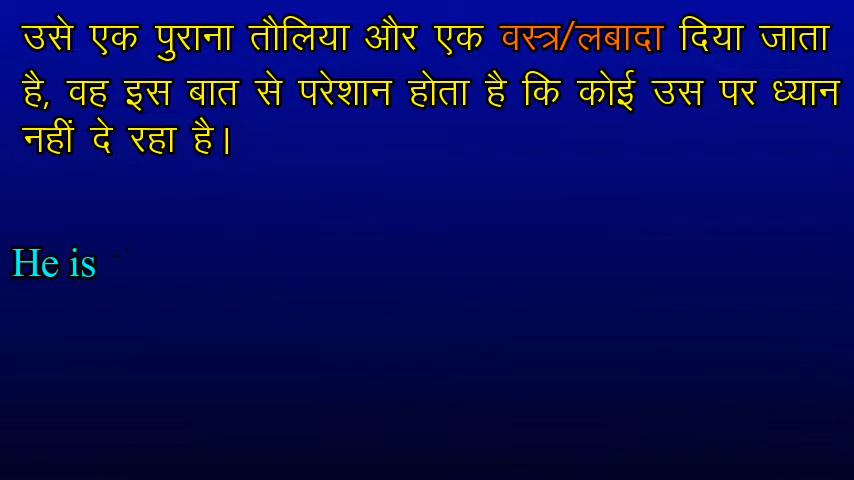 उसे एक पुराना तौलिया और एक वस्त्र/लबादा दिया जाता
है, वह इस बात से परेशान होता है कि कोई उस पर ध्यान
नहीं दे रहा है।
He is